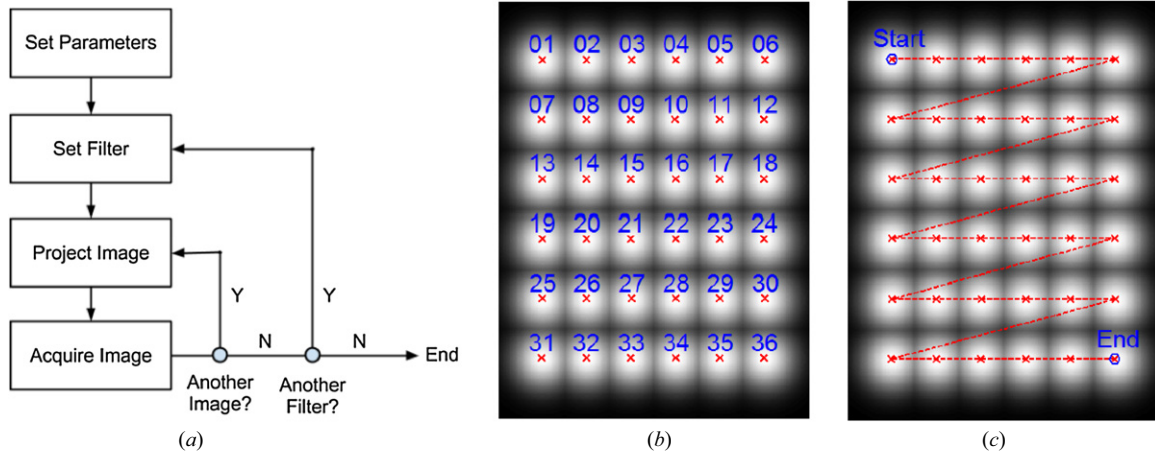 Set Parameters
Set Filter
Project Image
Acquire Image
Y
Y
N
N
End
Another
Image?
Another
Filter?
(a)
01 02 03 04 05 06
07 08 09 10 11 12
13 14 15 16 17 18
19 20 21 22 23 24
25 26 27 28 29 30
31 32 33 34 35 36
(b)
Start
End
(c)